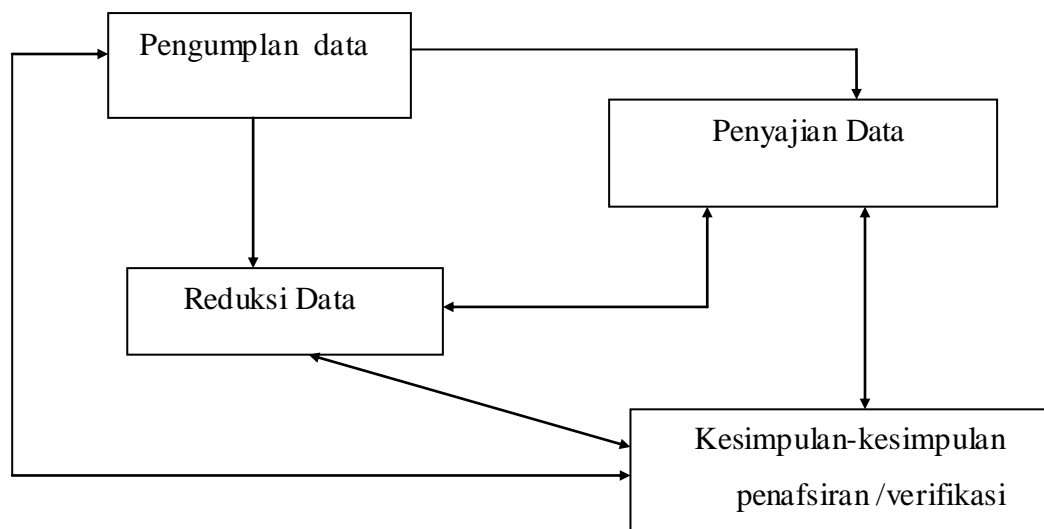 Pengumplan data
Penyajian Data
Reduksi Data
Kesimpulan-kesimpulan
penafsiran /verifikasi